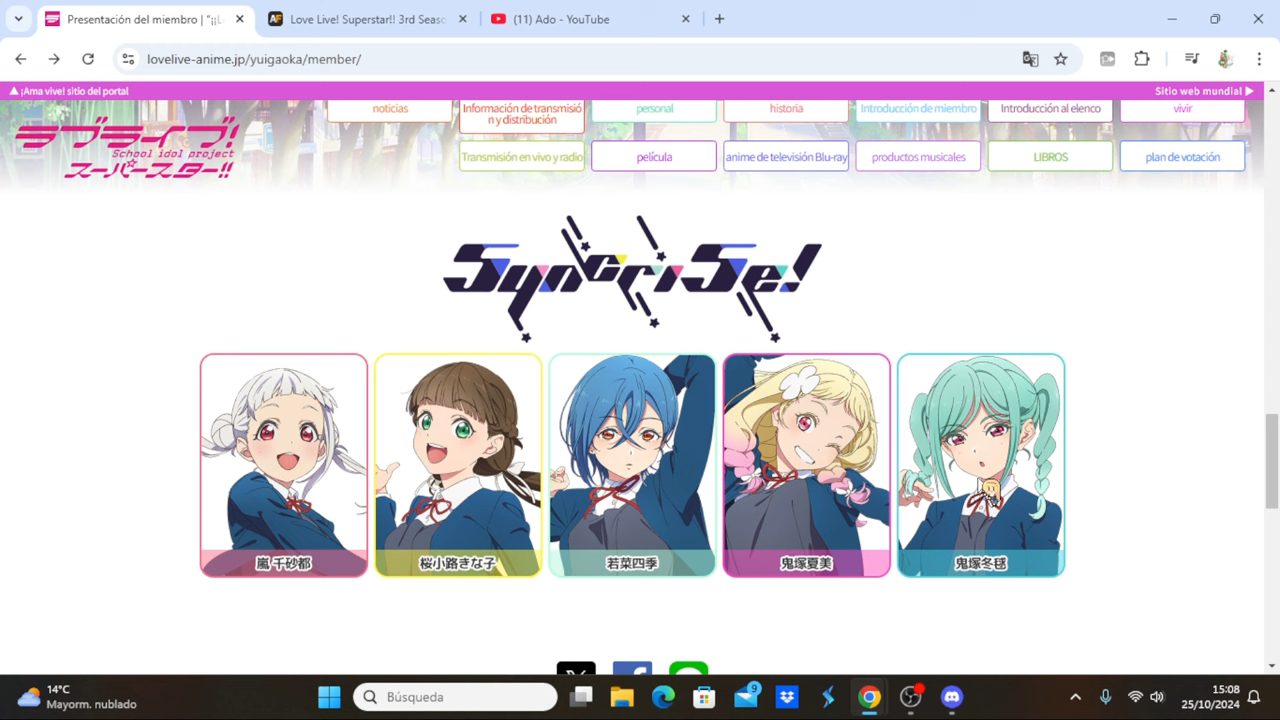 Presentación del miembro | "¡¡Lo
Love Live! Superstar!! 3rd Seaso
(11) Ado - YouTube
lovelive-anime.jp/yuigaoka/member/
▲ ¡Ama vive! sitio del portal
Sitio web mundial ▶
noticias
Información de transmisió
n y distribución
personal
historia
Introducción de miembro
Introducción al elenco
vivir
ラブライブ!
School idol project
スーパースター!!
Transmisión en vivo y radio
película
anime de televisión Blu-ray
productos musicales
LIBROS
plan de votación
SynCriSe!
嵐 千砂都
桜小路きな子
若菜四季
鬼塚夏美
鬼塚冬毬
14°C
Mayorm. nublado
Búsqueda
9
15:08
25/10/2024